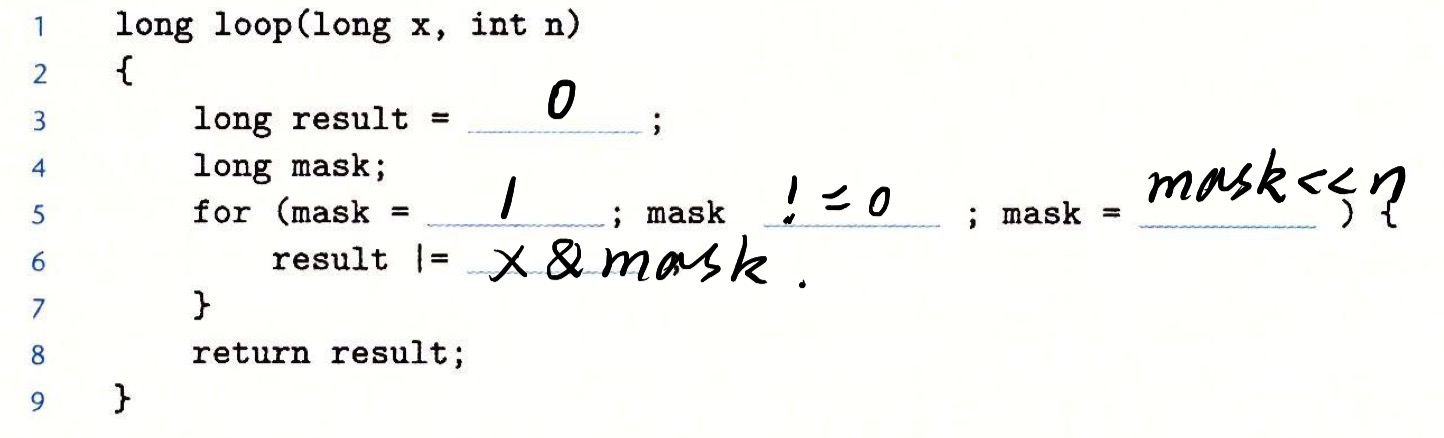 1 long loop(long x, int n)
2 {
3 long result = 0 ;
4 long mask;
5 for (mask = 1 ; mask != 0 ; mask = mask<<n ) {
6 result |= x & mask .
7 }
8 return result;
9 }